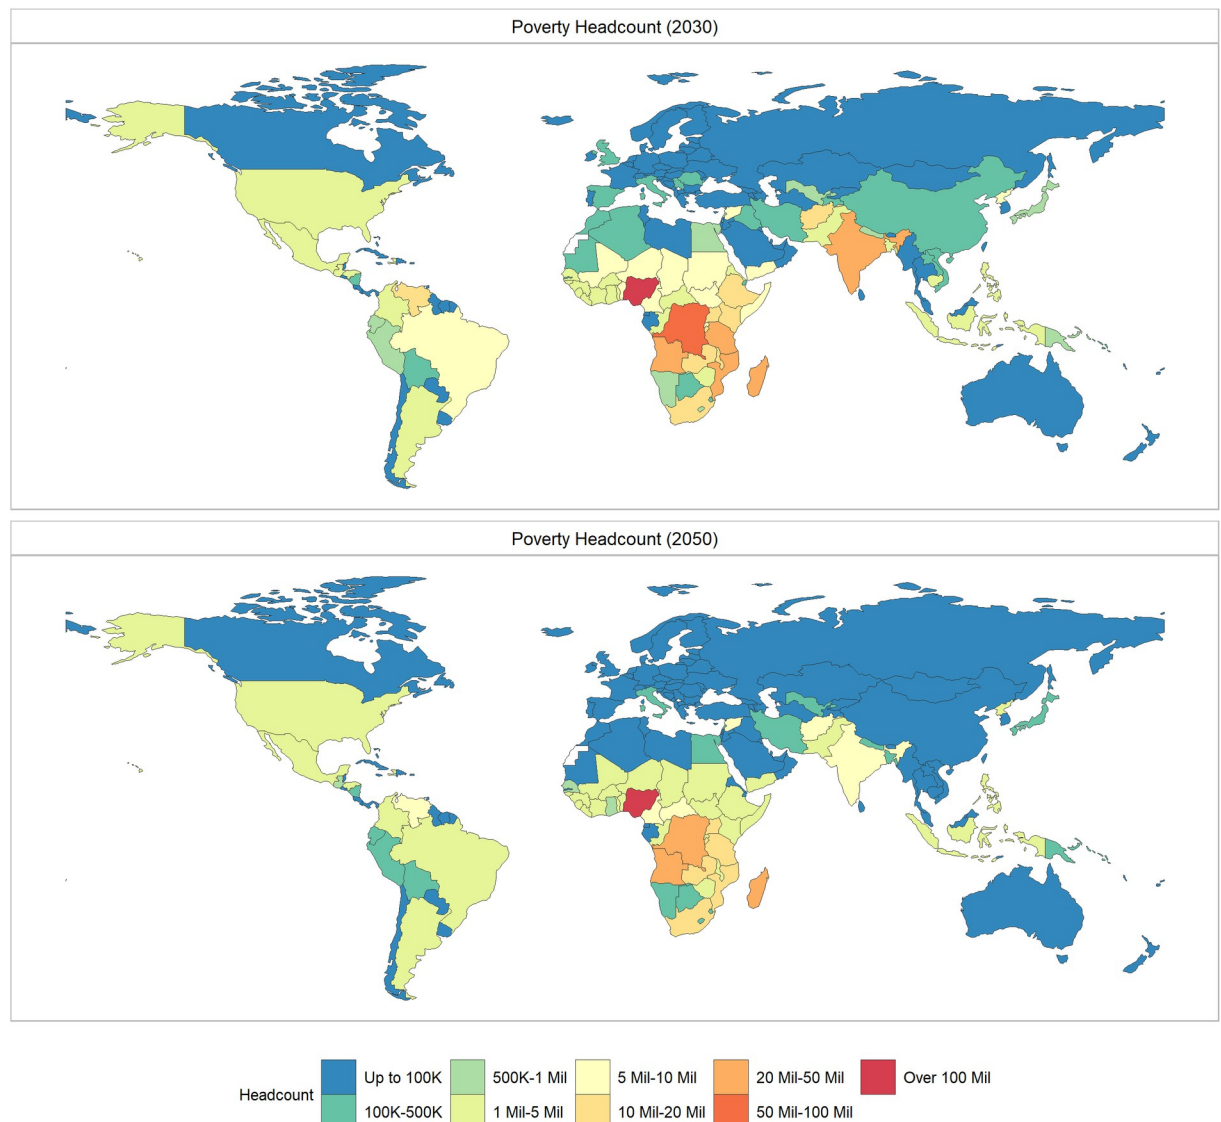 Poverty Headcount (2030)
Poverty Headcount (2050)
Headcount
Up to 100K
500K-1 Mil
5 Mil-10 Mil
20 Mil-50 Mil
Over 100 Mil
100K-500K
1 Mil-5 Mil
10 Mil-20 Mil
50 Mil-100 Mil